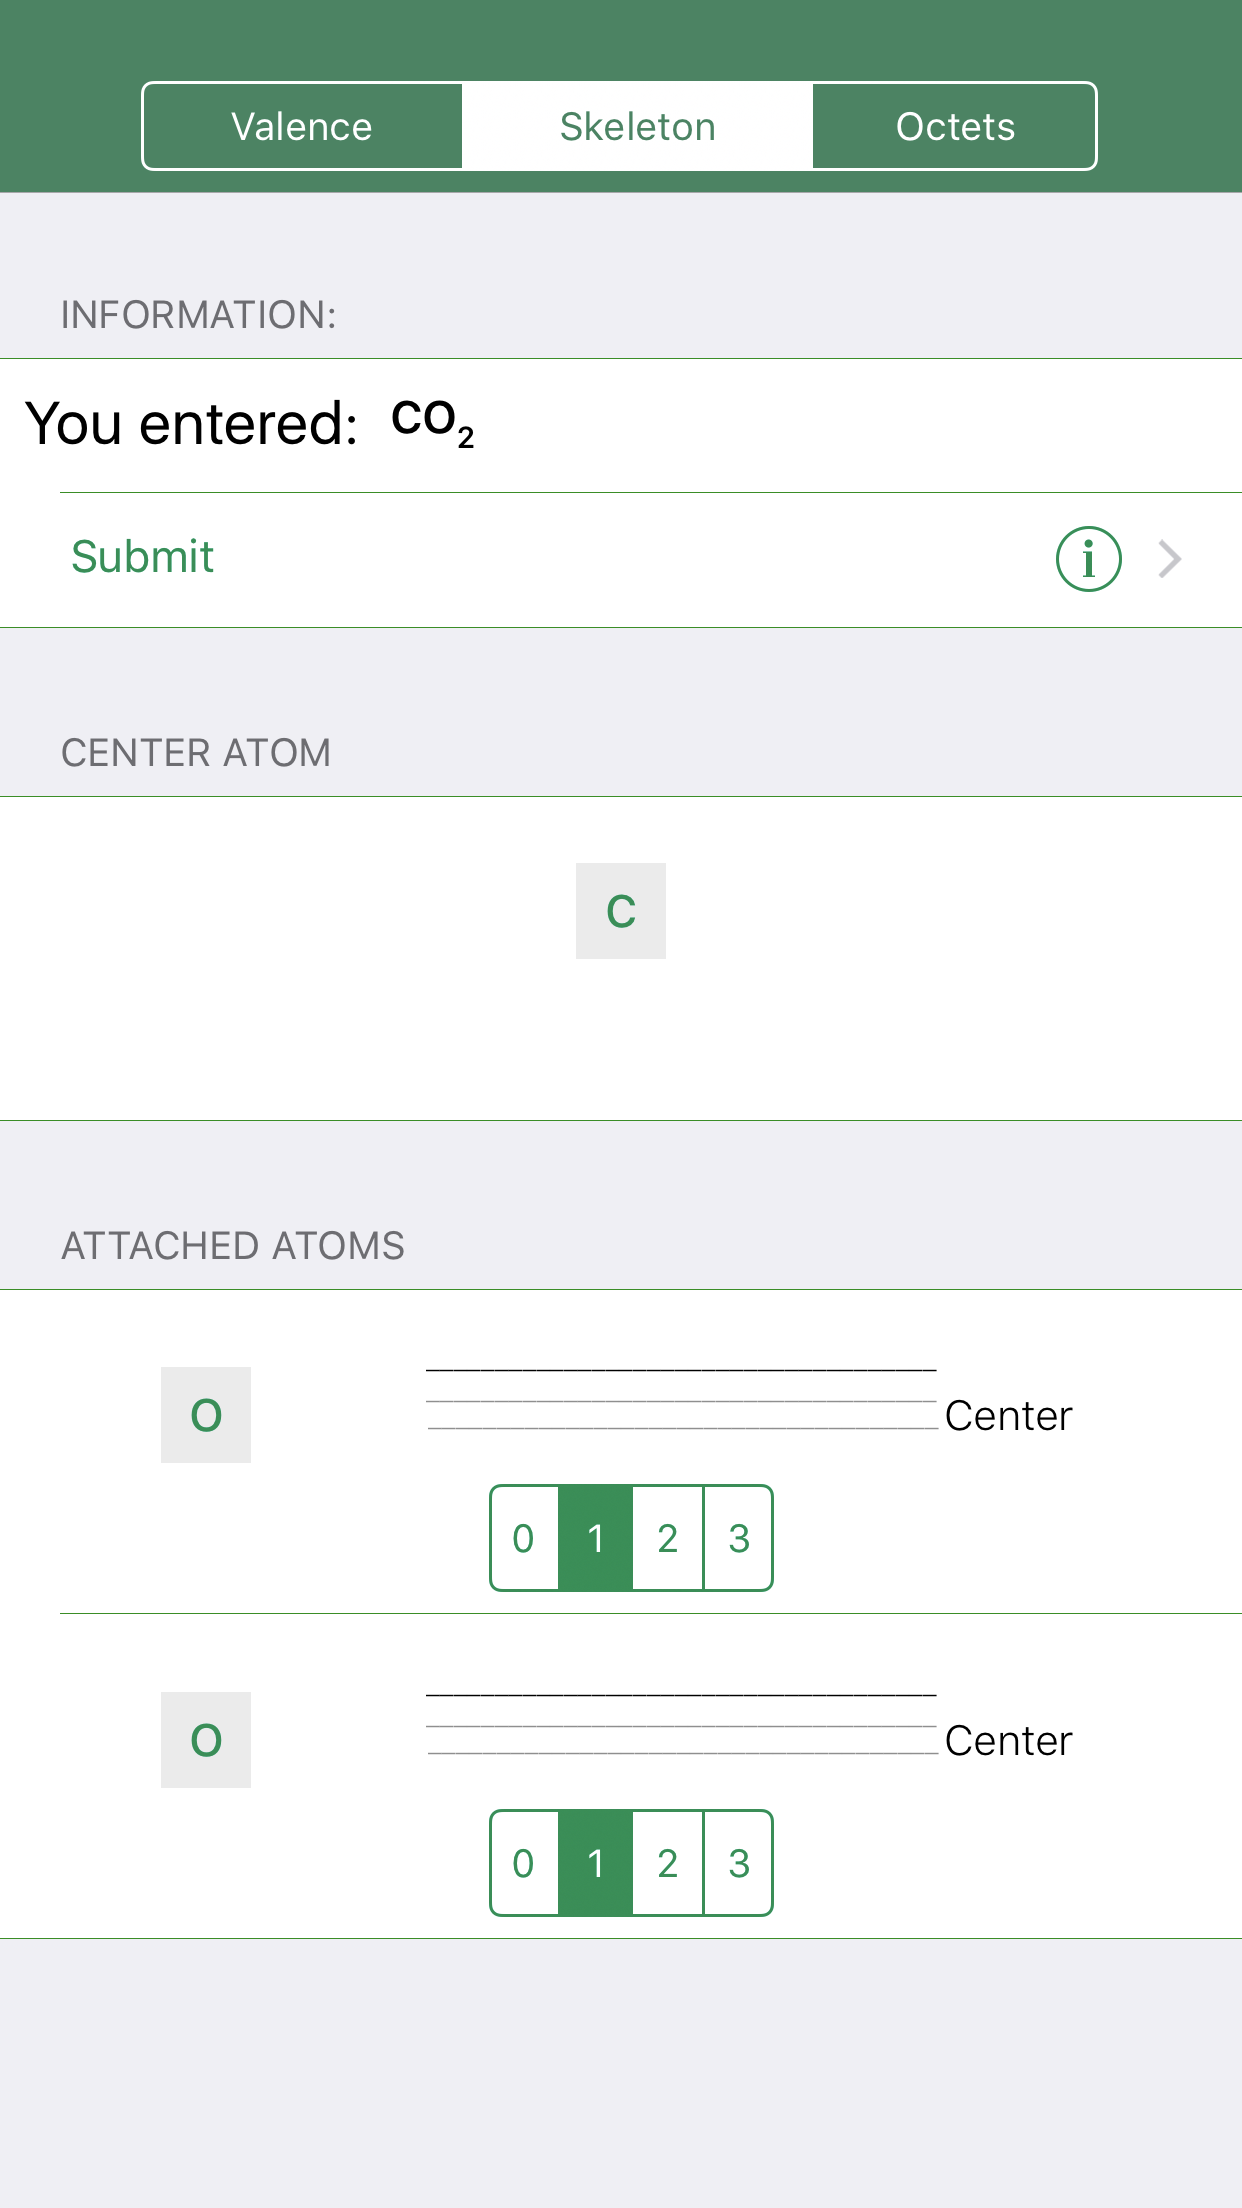 Valence Skeleton Octets
INFORMATION:
You entered: CO₂
Submit i
CENTER ATOM
C
ATTACHED ATOMS
O Center
0 1 2 3
O Center
0 1 2 3